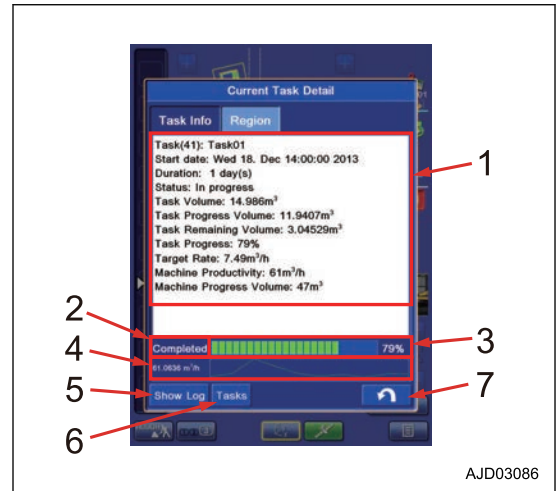 Current Task Detail
Task Info Region
Task(41): Task01
Start date: Wed 18. Dec 14:00:00 2013
Duration: 1 day(s)
Status: In progress
Task Volume: 14.986m³
Task Progress Volume: 11.9407m³
Task Remaining Volume: 3.04529m³
Task Progress: 79%
Target Rate: 7.49m³/h
Machine Productivity: 61m³/h
Machine Progress Volume: 47m³
1
2
Completed 79%
3
4
61.0636 m³/h
5
Show Log Tasks
6
7
AJD03086